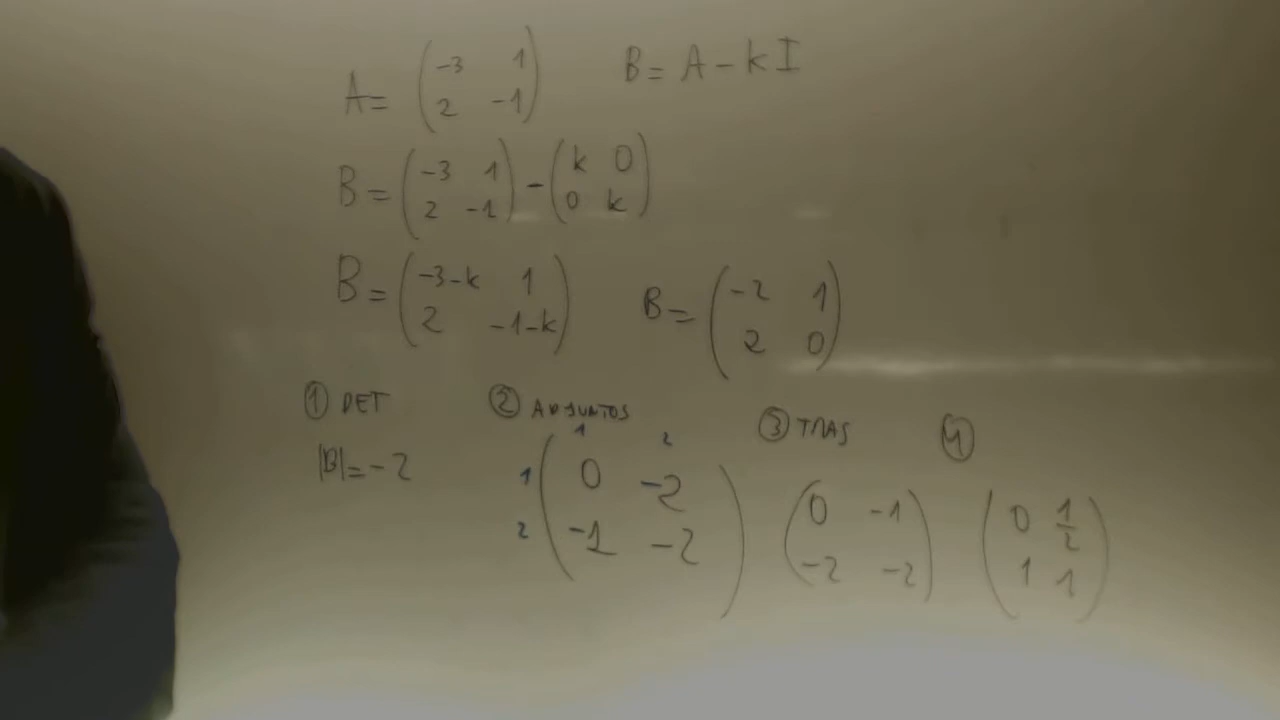 A = ( -3 1 ; 2 -1 ) B = A - kI
B = ( -3 1 ; 2 -1 ) - ( k 0 ; 0 k )
B = ( -3-k 1 ; 2 -1-k ) B = ( -2 1 ; 2 0 )
① DET ② ADJUNTOS ③ TRAS ④
|B| = -2
1 2
1 ( 0 -2 ; 2 -1 -2 ) ( 0 -1 ; -2 -2 ) ( 0 1/2 ; 1 1 )